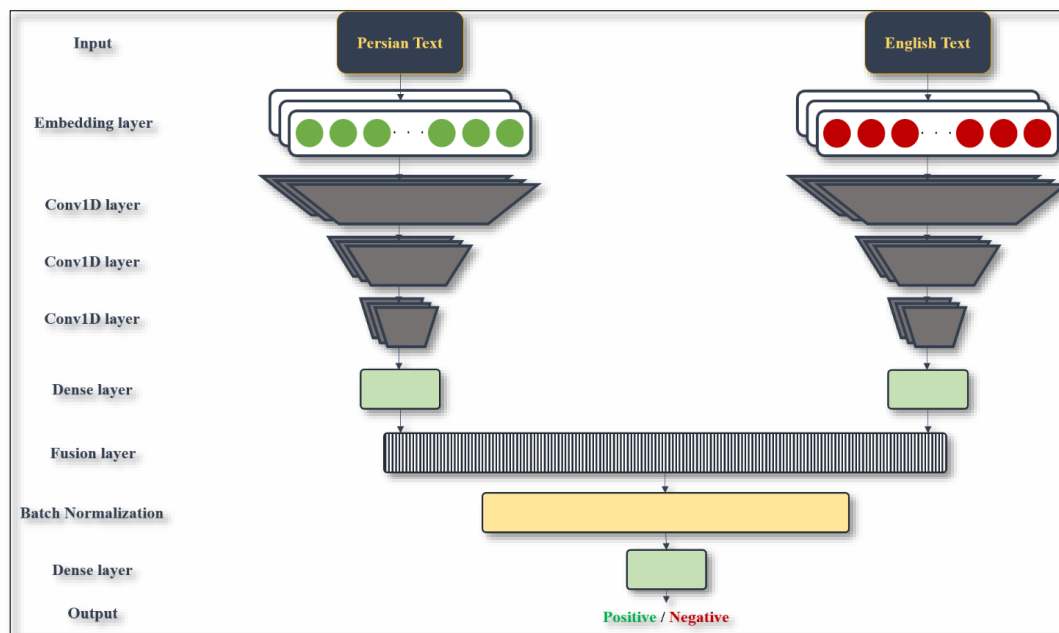 Input
Persian Text
English Text
Embedding layer
. . .
. . .
Conv1D layer
Conv1D layer
Conv1D layer
Dense layer
Fusion layer
Batch Normalization
Dense layer
Output
Positive / Negative